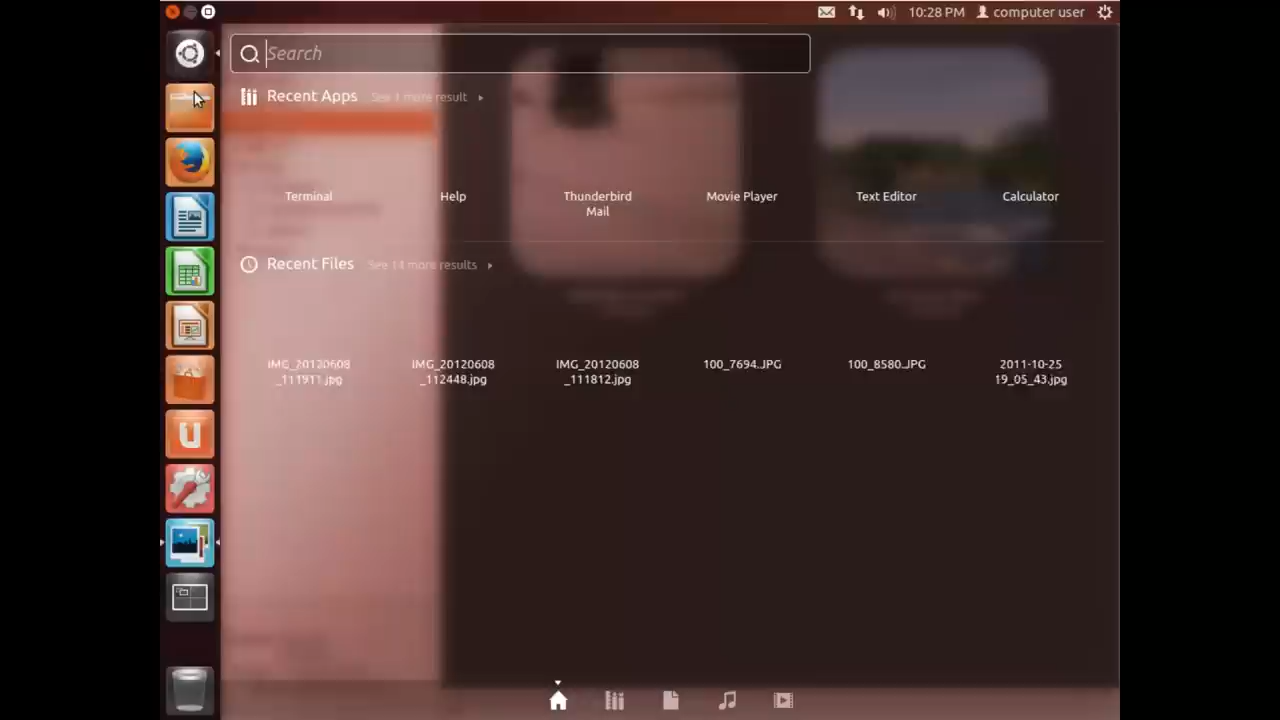 10:28 PM computer user
Search
Recent Apps See 1 more result
Terminal Help Thunderbird Mail Movie Player Text Editor Calculator
Recent Files See 11 more results
IMG_20120608 IMG_20120608 IMG_20120608 100_7694.JPG 100_8580.JPG 2011-10-25
_111911.jpg _112448.jpg _111812.jpg 19_05_43.jpg